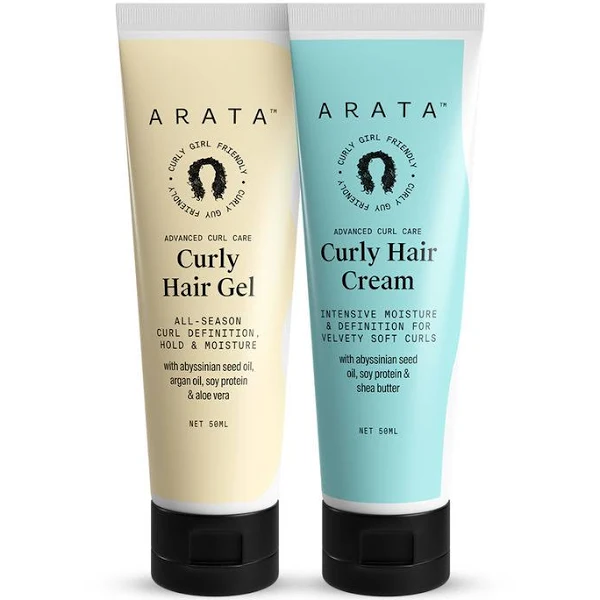 ARATA™
CURLY GIRL FRIENDLY • CURLY GUY FRIENDLY •
ADVANCED CURL CARE
Curly
Hair Gel
ALL-SEASON
CURL DEFINITION,
HOLD & MOISTURE
with abyssinian seed oil,
argan oil, soy protein
& aloe vera
NET 50ML
ARATA™
CURLY GIRL FRIENDLY • CURLY GUY FRIENDLY •
ADVANCED CURL CARE
Curly Hair
Cream
INTENSIVE MOISTURE
& DEFINITION FOR
VELVETY SOFT CURLS
with abyssinian seed
oil, soy protein &
shea butter
NET 50ML